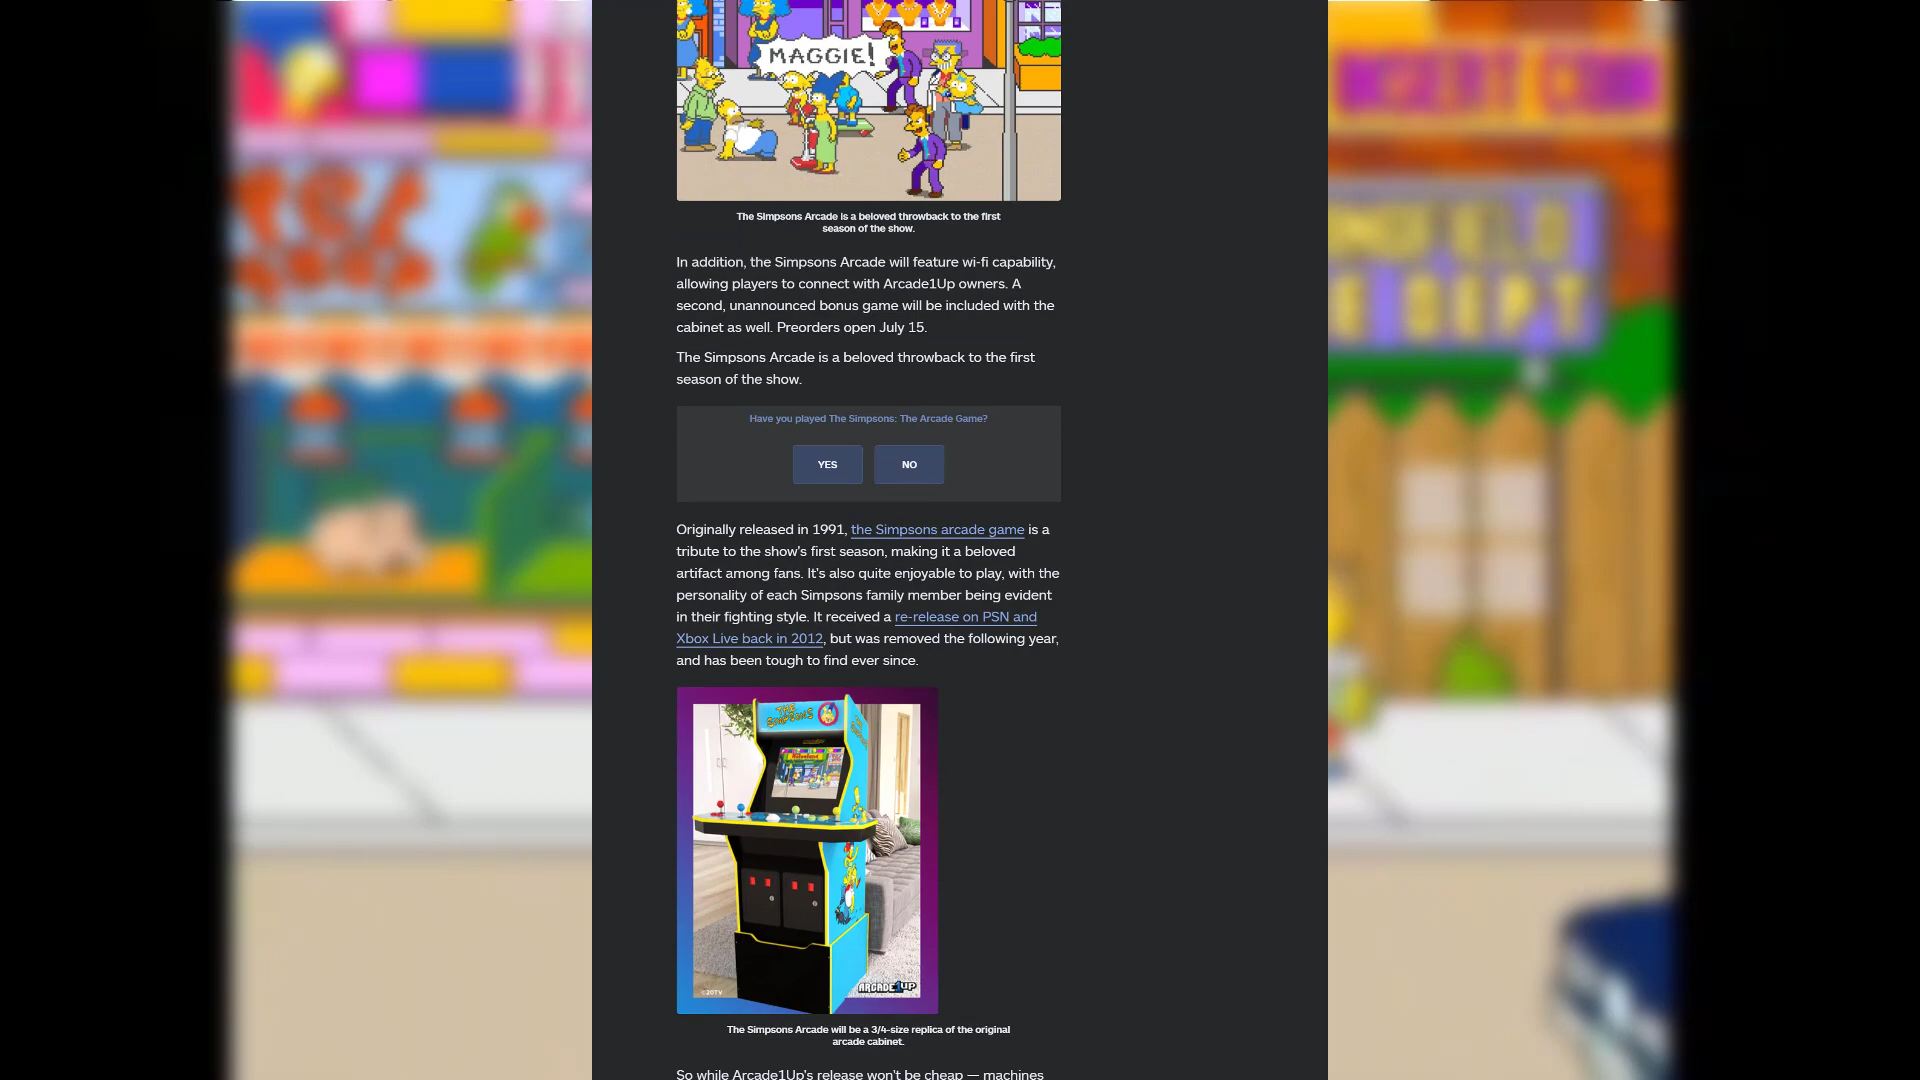 MAGGIE!
The Simpsons Arcade is a beloved throwback to the first
season of the show.
In addition, the Simpsons Arcade will feature wi-fi capability,
allowing players to connect with Arcade1Up owners. A
second, unannounced bonus game will be included with the
cabinet as well. Preorders open July 15.
The Simpsons Arcade is a beloved throwback to the first
season of the show.
Have you played The Simpsons: The Arcade Game?
YES
NO
Originally released in 1991, the Simpsons arcade game is a
tribute to the show's first season, making it a beloved
artifact among fans. It's also quite enjoyable to play, with the
personality of each Simpsons family member being evident
in their fighting style. It received a re-release on PSN and
Xbox Live back in 2012, but was removed the following year,
and has been tough to find ever since.
THE
SIMPSONS
©20TV
ARCADE1UP
The Simpsons Arcade will be a 3/4-size replica of the original
arcade cabinet.
So while Arcade1Up's release won't be cheap — machines